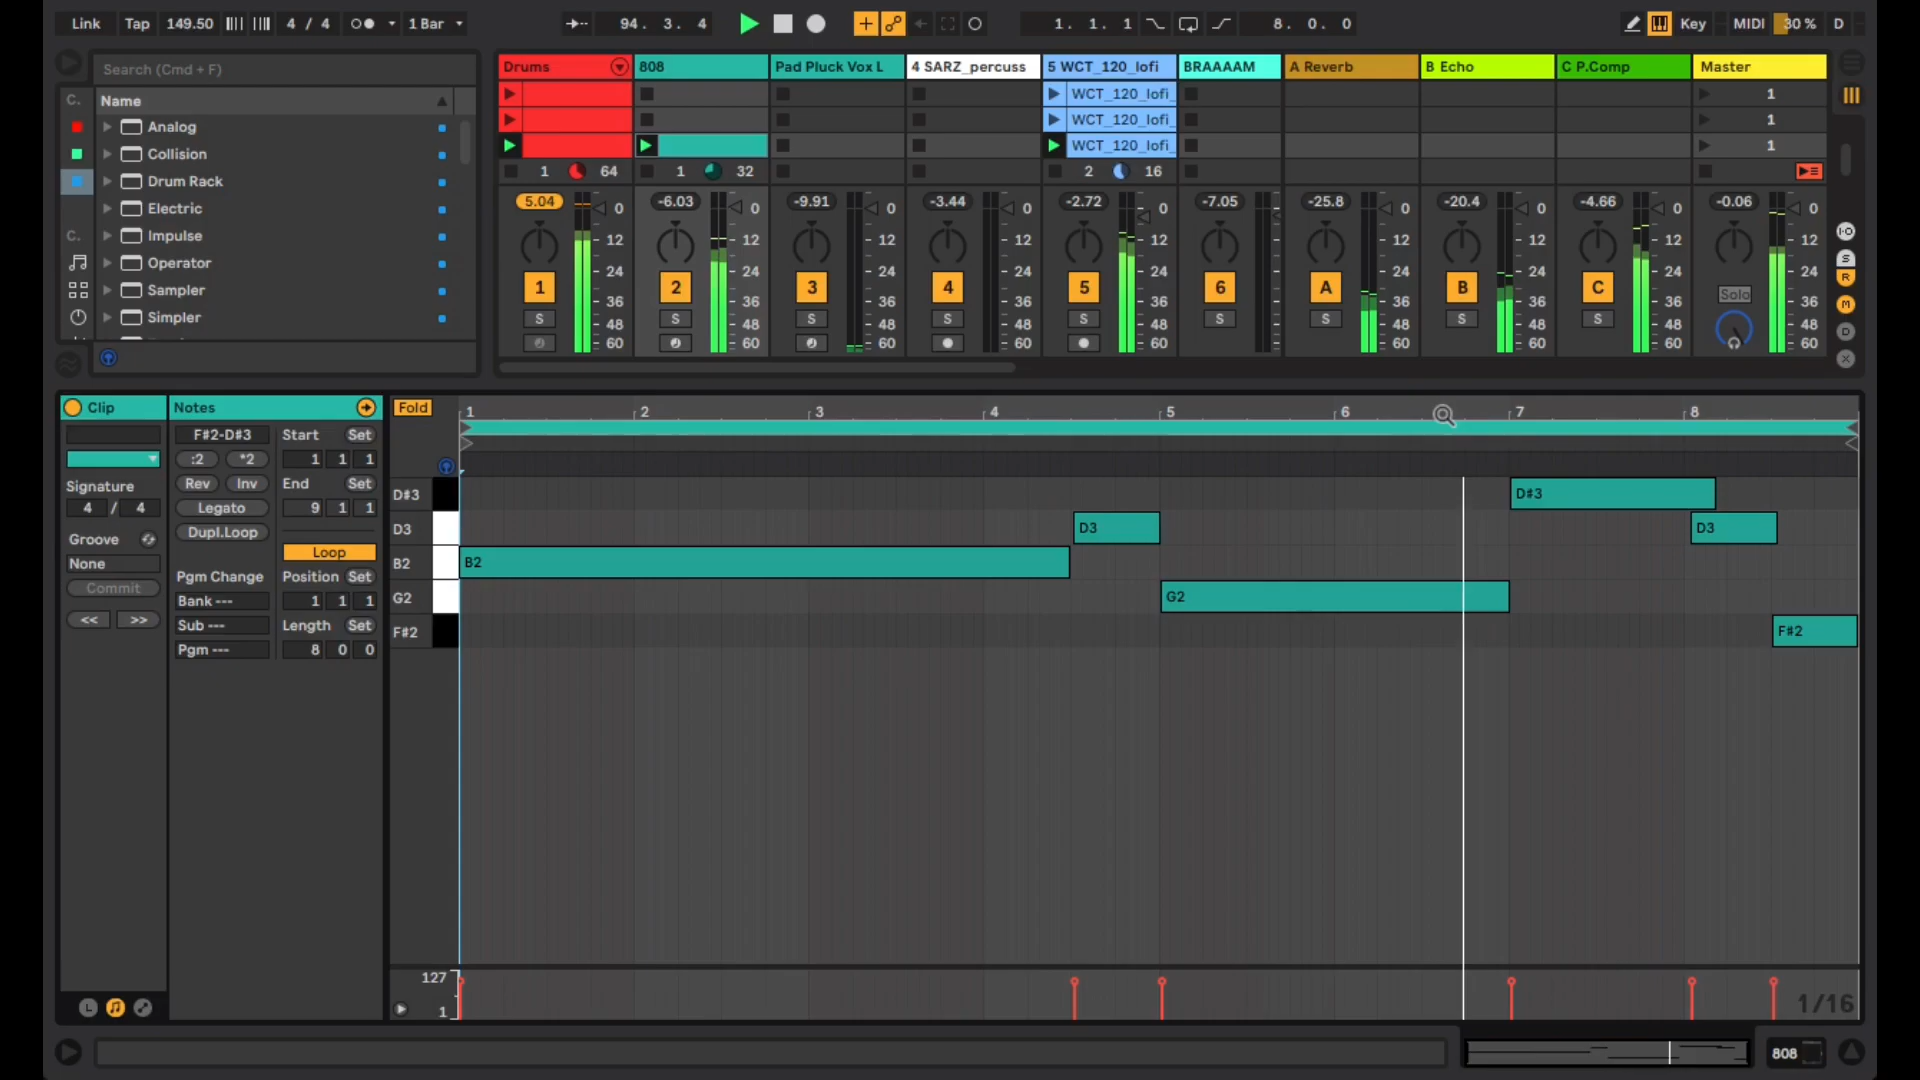 Link Tap 149.50 4 / 4 1 Bar 94. 3. 4 1. 1. 1 8. 0. 0 Key MIDI 30 % D
Search (Cmd + F)
C. Name
Analog
Collision
Drum Rack
Electric
C. Impulse
Operator
Sampler
Simpler
Drums 808 Pad Pluck Vox L 4 SARZ_percuss 5 WCT_120_lofi BRAAAAM A Reverb B Echo C P.Comp Master
WCT_120_lofi_ 1
WCT_120_lofi_ 1
WCT_120_lofi_ 1
1 64 1 32 2 16
5.04 -6.03 -9.91 -3.44 -2.72 -7.05 -25.8 -20.4 -4.66 -0.06
0 0 0 0 0 0 0 0 0
12 12 12 12 12 12 12 12 12
24 24 24 24 24 24 24 24 24
1 2 3 4 5 6 A B C Solo
36 36 36 36 36 36 36 36 36
S S S S S S S S S
48 48 48 48 48 48 48 48 48
60 60 60 60 60 60 60 60 60
I·O
S
R
M
D
X
Clip Notes Fold 1 2 3 4 5 6 7 8
F#2-D#3 Start Set
:2 *2 1 1 1
Signature Rev Inv End Set
4 / 4 Legato 9 1 1
Groove Dupl.Loop
None Loop
Commit Pgm Change Position Set
<< >> Bank --- 1 1 1
Sub --- Length Set
Pgm --- 8 0 0
D#3 D#3
D3 D3 D3
B2 B2
G2 G2
F#2 F#2
127
1 1/16
L
808